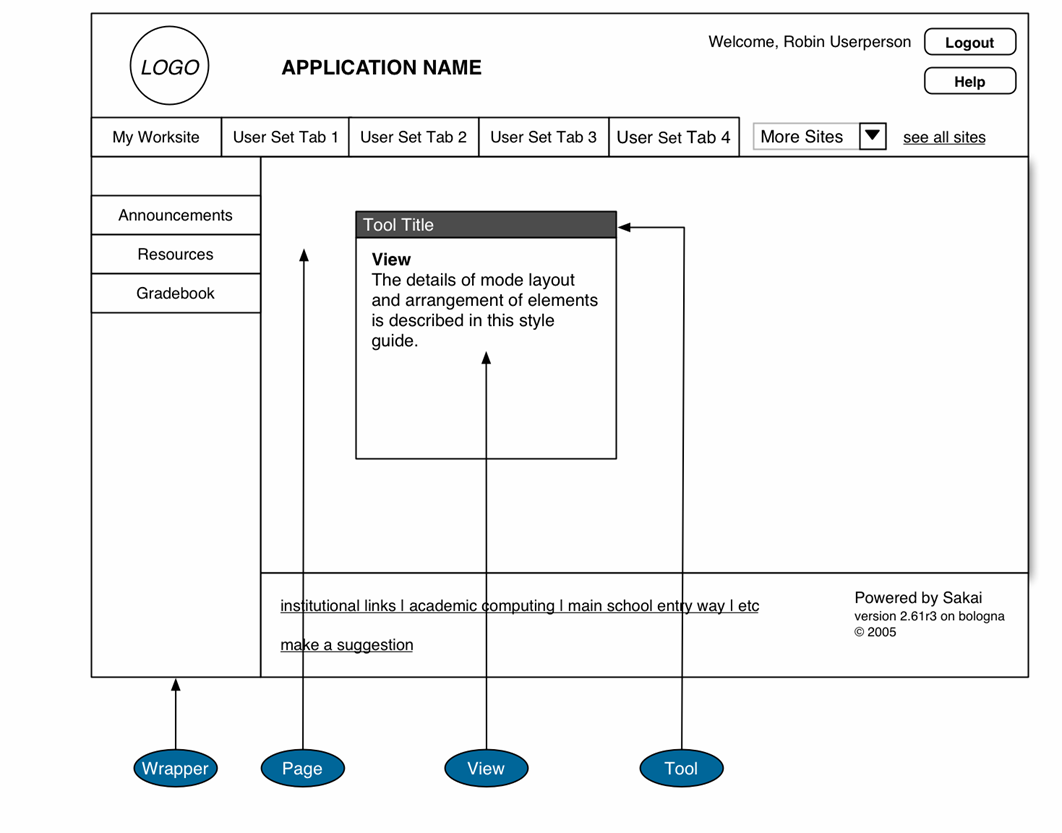 LOGO
APPLICATION NAME
Welcome, Robin Userperson
Logout
Help
My Worksite
User Set Tab 1
User Set Tab 2
User Set Tab 3
User Set Tab 4
More Sites
see all sites
Announcements
Resources
Gradebook
Tool Title
View
The details of mode layout
and arrangement of elements
is described in this style
guide.
institutional links | academic computing | main school entry way | etc
make a suggestion
Powered by Sakai
version 2.61r3 on bologna
© 2005
Wrapper
Page
View
Tool